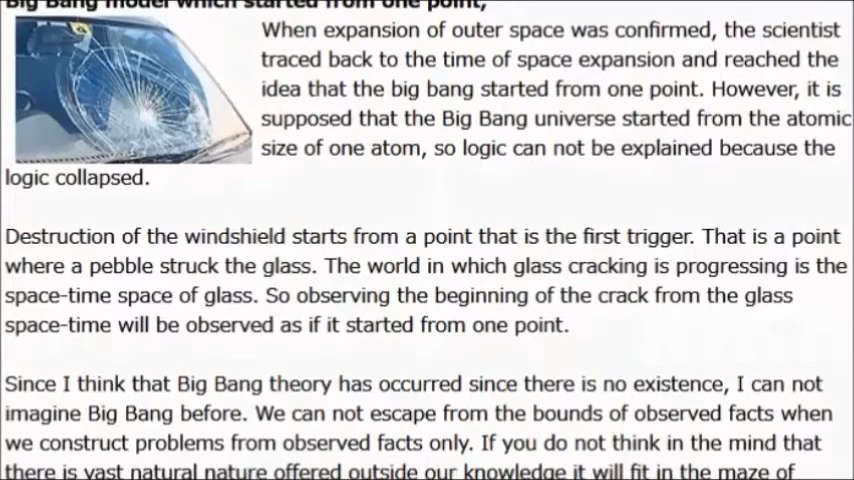 Big Bang model which started from one point,
When expansion of outer space was confirmed, the scientist
traced back to the time of space expansion and reached the
idea that the big bang started from one point. However, it is
supposed that the Big Bang universe started from the atomic
size of one atom, so logic can not be explained because the
logic collapsed.
Destruction of the windshield starts from a point that is the first trigger. That is a point
where a pebble struck the glass. The world in which glass cracking is progressing is the
space-time space of glass. So observing the beginning of the crack from the glass
space-time will be observed as if it started from one point.
Since I think that Big Bang theory has occurred since there is no existence, I can not
imagine Big Bang before. We can not escape from the bounds of observed facts when
we construct problems from observed facts only. If you do not think in the mind that
there is vast natural nature offered outside our knowledge it will fit in the maze of